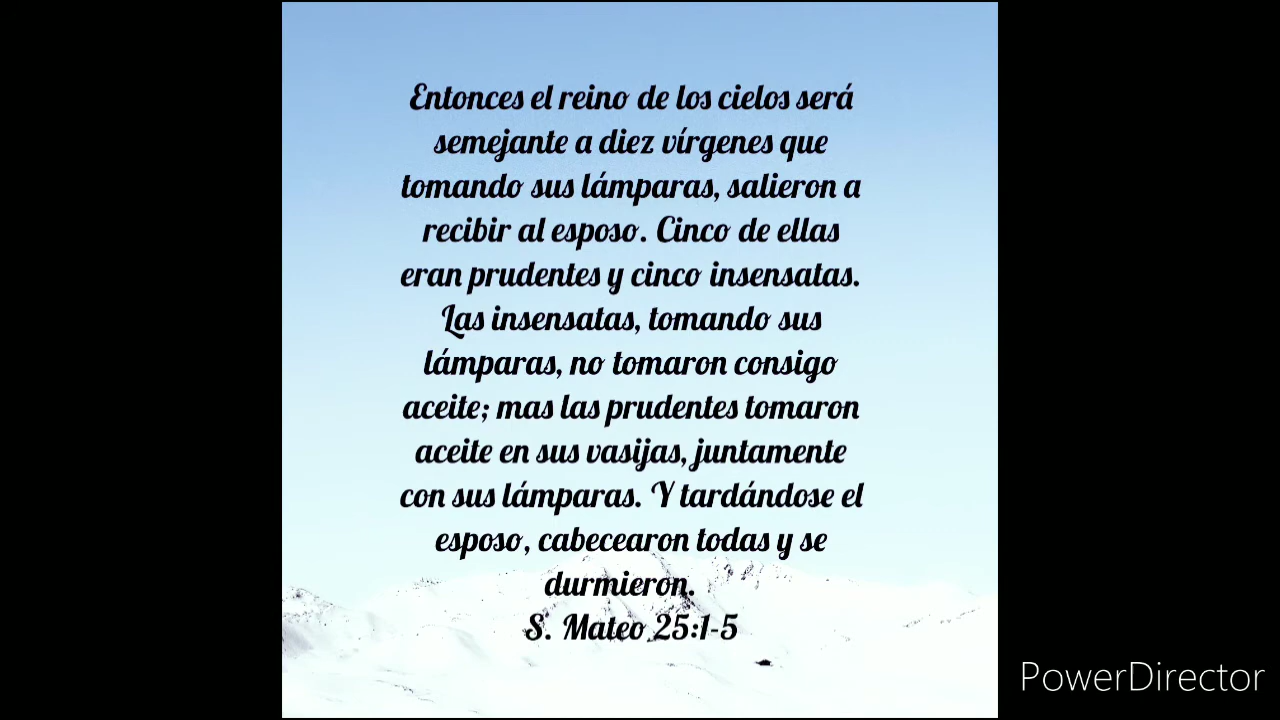 Entonces el reino de los cielos será
semejante a diez vírgenes que
tomando sus lámparas, salieron a
recibir al esposo. Cinco de ellas
eran prudentes y cinco insensatas.
Las insensatas, tomando sus
lámparas, no tomaron consigo
aceite; mas las prudentes tomaron
aceite en sus vasijas, juntamente
con sus lámparas. Y tardándose el
esposo, cabecearon todas y se
durmieron.
S. Mateo 25:1-5
PowerDirector